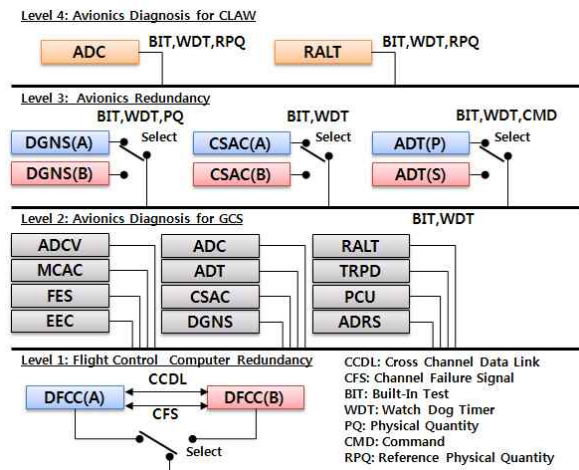 Level 4: Avionics Diagnosis for CLAW
ADC
BIT,WDT,RPQ
RALT
BIT,WDT,RPQ
Level 3: Avionics Redundancy
BIT,WDT,PQ
BIT,WDT
BIT,WDT,CMD
DGNS(A)
Select
CSAC(A)
Select
ADT(P)
Select
DGNS(B)
CSAC(B)
ADT(S)
Level 2: Avionics Diagnosis for GCS
BIT,WDT
ADCV
ADC
RALT
MCAC
ADT
TRPD
FES
CSAC
PCU
EEC
DGNS
ADRS
Level 1: Flight Control Computer Redundancy
DFCC(A)
CCDL
CFS
DFCC(B)
Select
CCDL: Cross Channel Data Link
CFS: Channel Failure Signal
BIT: Built-In Test
WDT: Watch Dog Timer
PQ: Physical Quantity
CMD: Command
RPQ: Reference Physical Quantity